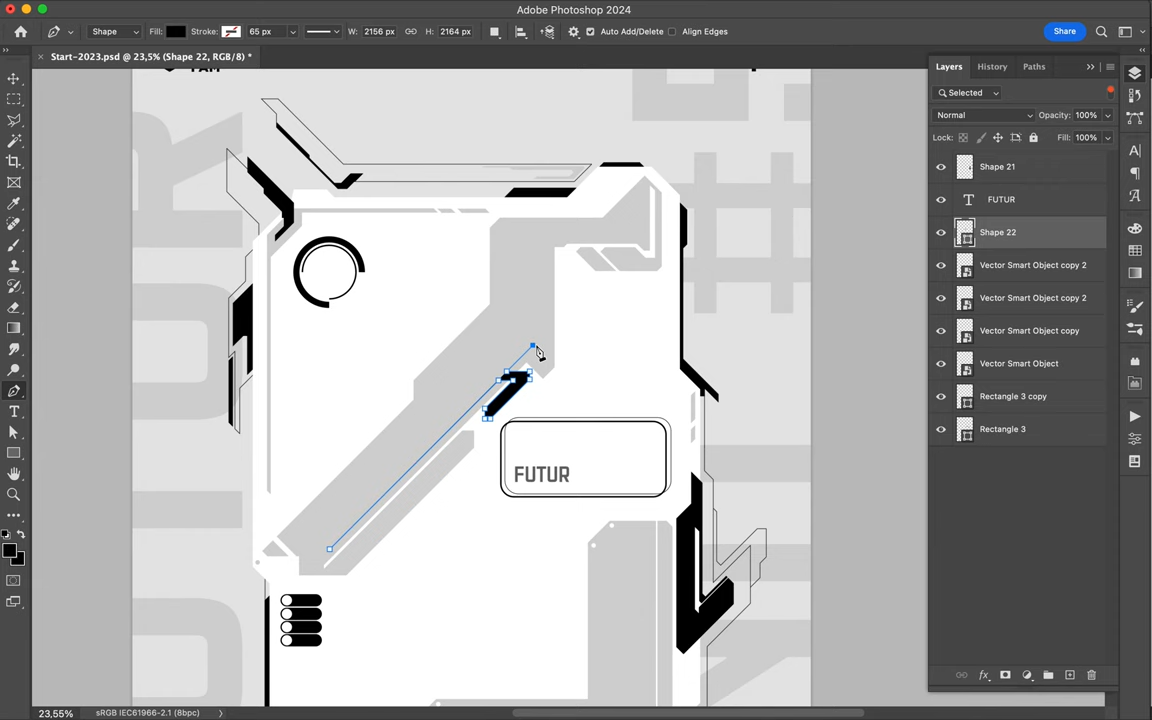 Adobe Photoshop 2024
Shape Fill: Stroke: 65 px W: 2156 px H: 2164 px Auto Add/Delete Align Edges Share
× Start-2023.psd @ 23,5% (Shape 22, RGB/8) *
Layers History Paths
Selected
Normal Opacity: 100%
Lock: Fill: 100%
Shape 21
FUTUR
Shape 22
Vector Smart Object copy 2
Vector Smart Object copy 2
Vector Smart Object copy
Vector Smart Object
Rectangle 3 copy
Rectangle 3
FUTUR
23,55% sRGB IEC61966-2.1 (8bpc)